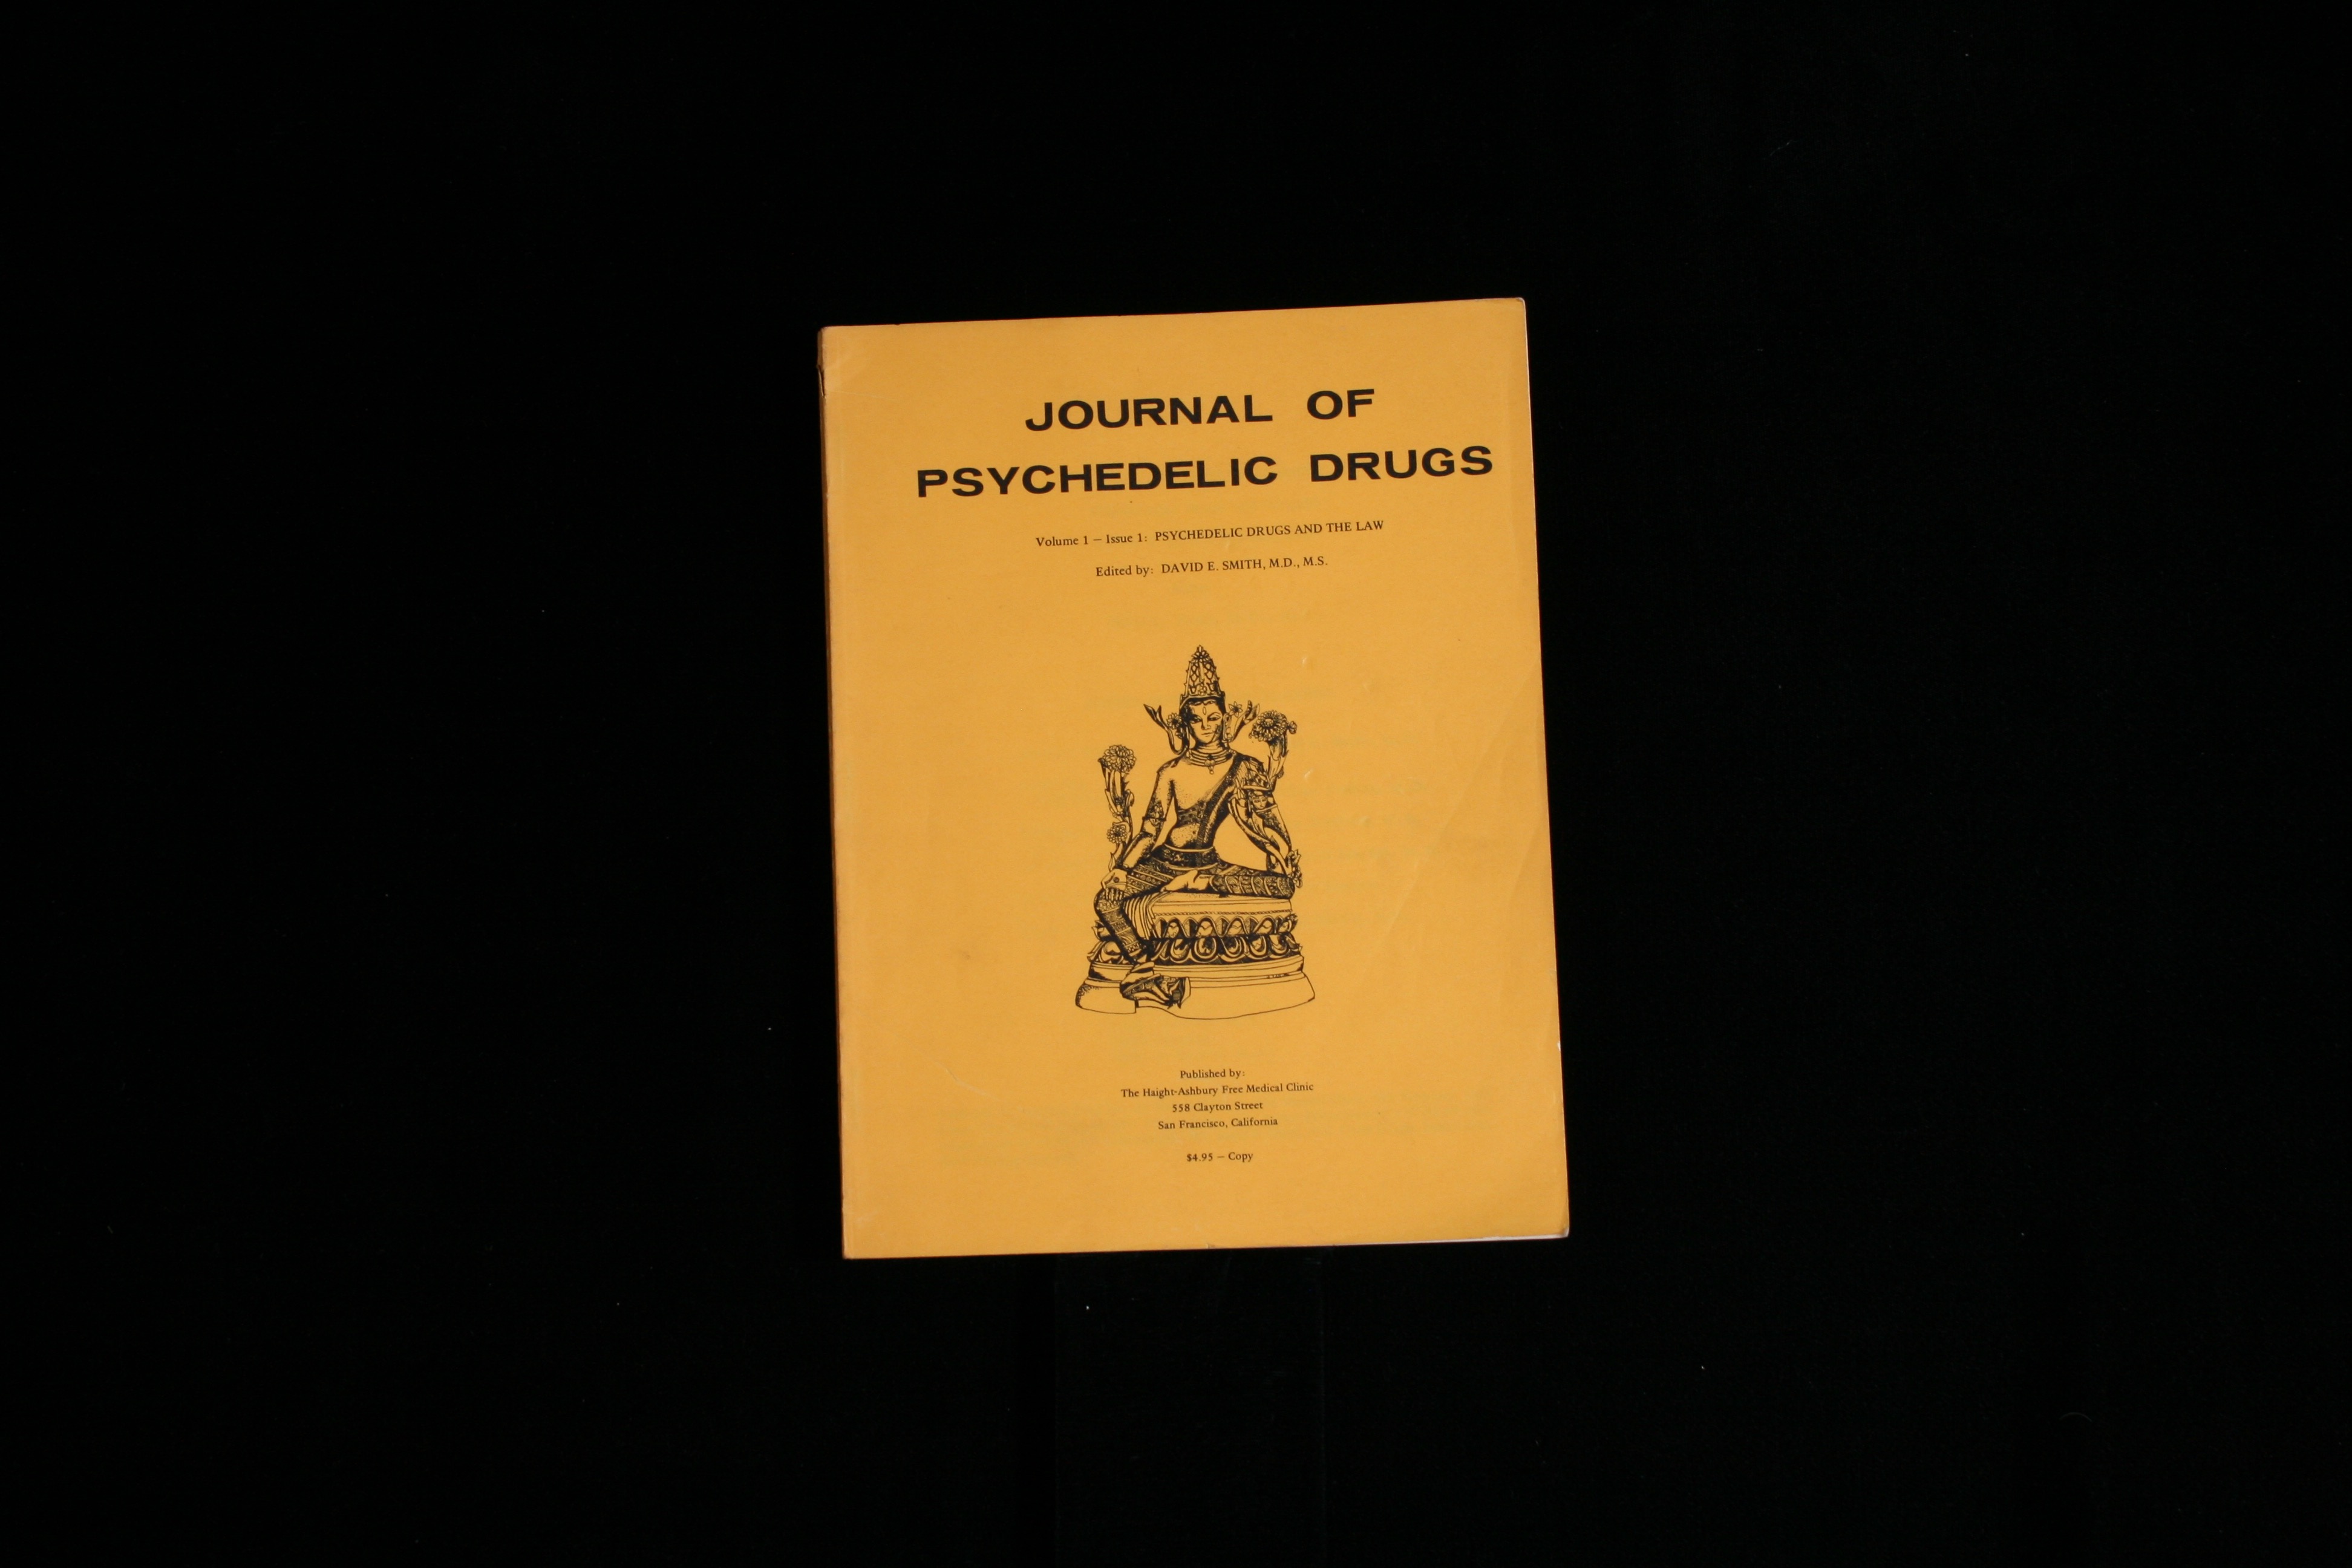 JOURNAL OF
PSYCHEDELIC DRUGS
Volume 1 – Issue 1: PSYCHEDELIC DRUGS AND THE LAW
Edited by: DAVID E. SMITH, M.D., M.S.
Published by:
The Haight-Ashbury Free Medical Clinic
558 Clayton Street
San Francisco, California
$4.95 – Copy